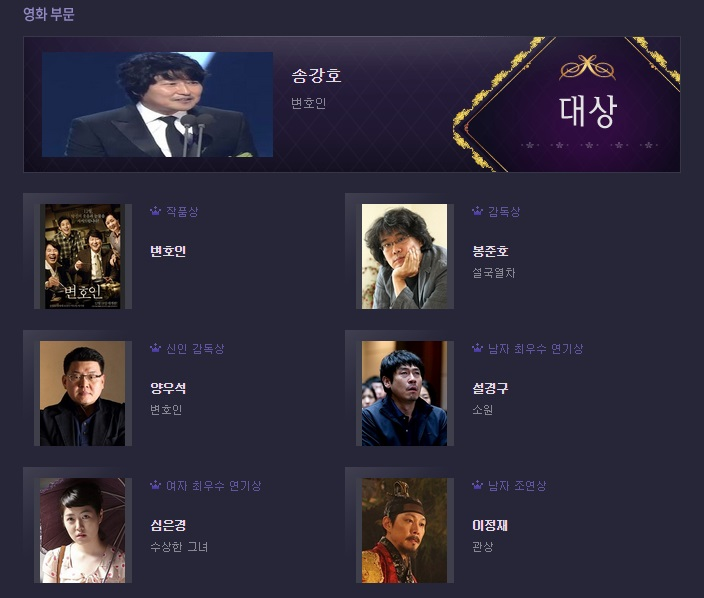 영화 부문
송강호
변호인
대상
작품상
변호인
감독상
봉준호
설국열차
신인 감독상
양우석
변호인
남자 최우수 연기상
설경구
소원
여자 최우수 연기상
심은경
수상한 그녀
남자 조연상
이정재
관상
변호인